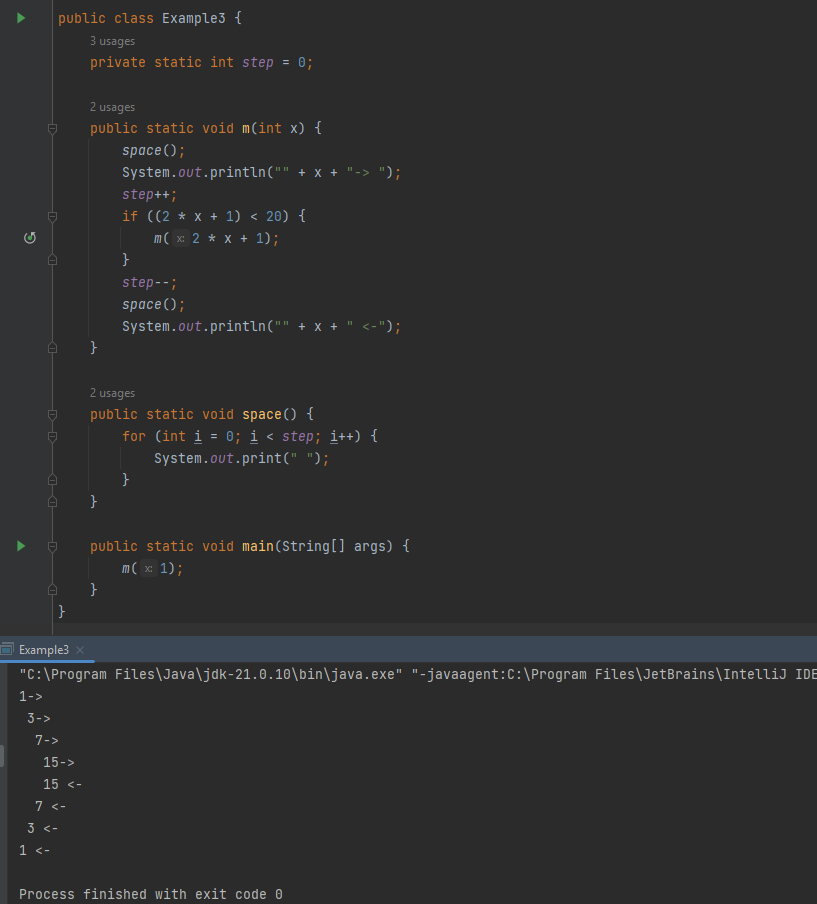 public class Example3 {
3 usages
private static int step = 0;
2 usages
public static void m(int x) {
space();
System.out.println("" + x + "-> ");
step++;
if ((2 * x + 1) < 20) {
m( x: 2 * x + 1);
}
step--;
space();
System.out.println("" + x + " <-");
}
2 usages
public static void space() {
for (int i = 0; i < step; i++) {
System.out.print(" ");
}
}
public static void main(String[] args) {
m( x: 1);
}
}
Example3 ×
"C:\Program Files\Java\jdk-21.0.10\bin\java.exe" "-javaagent:C:\Program Files\JetBrains\IntelliJ IDE
1->
3->
7->
15->
15 <-
7 <-
3 <-
1 <-
Process finished with exit code 0